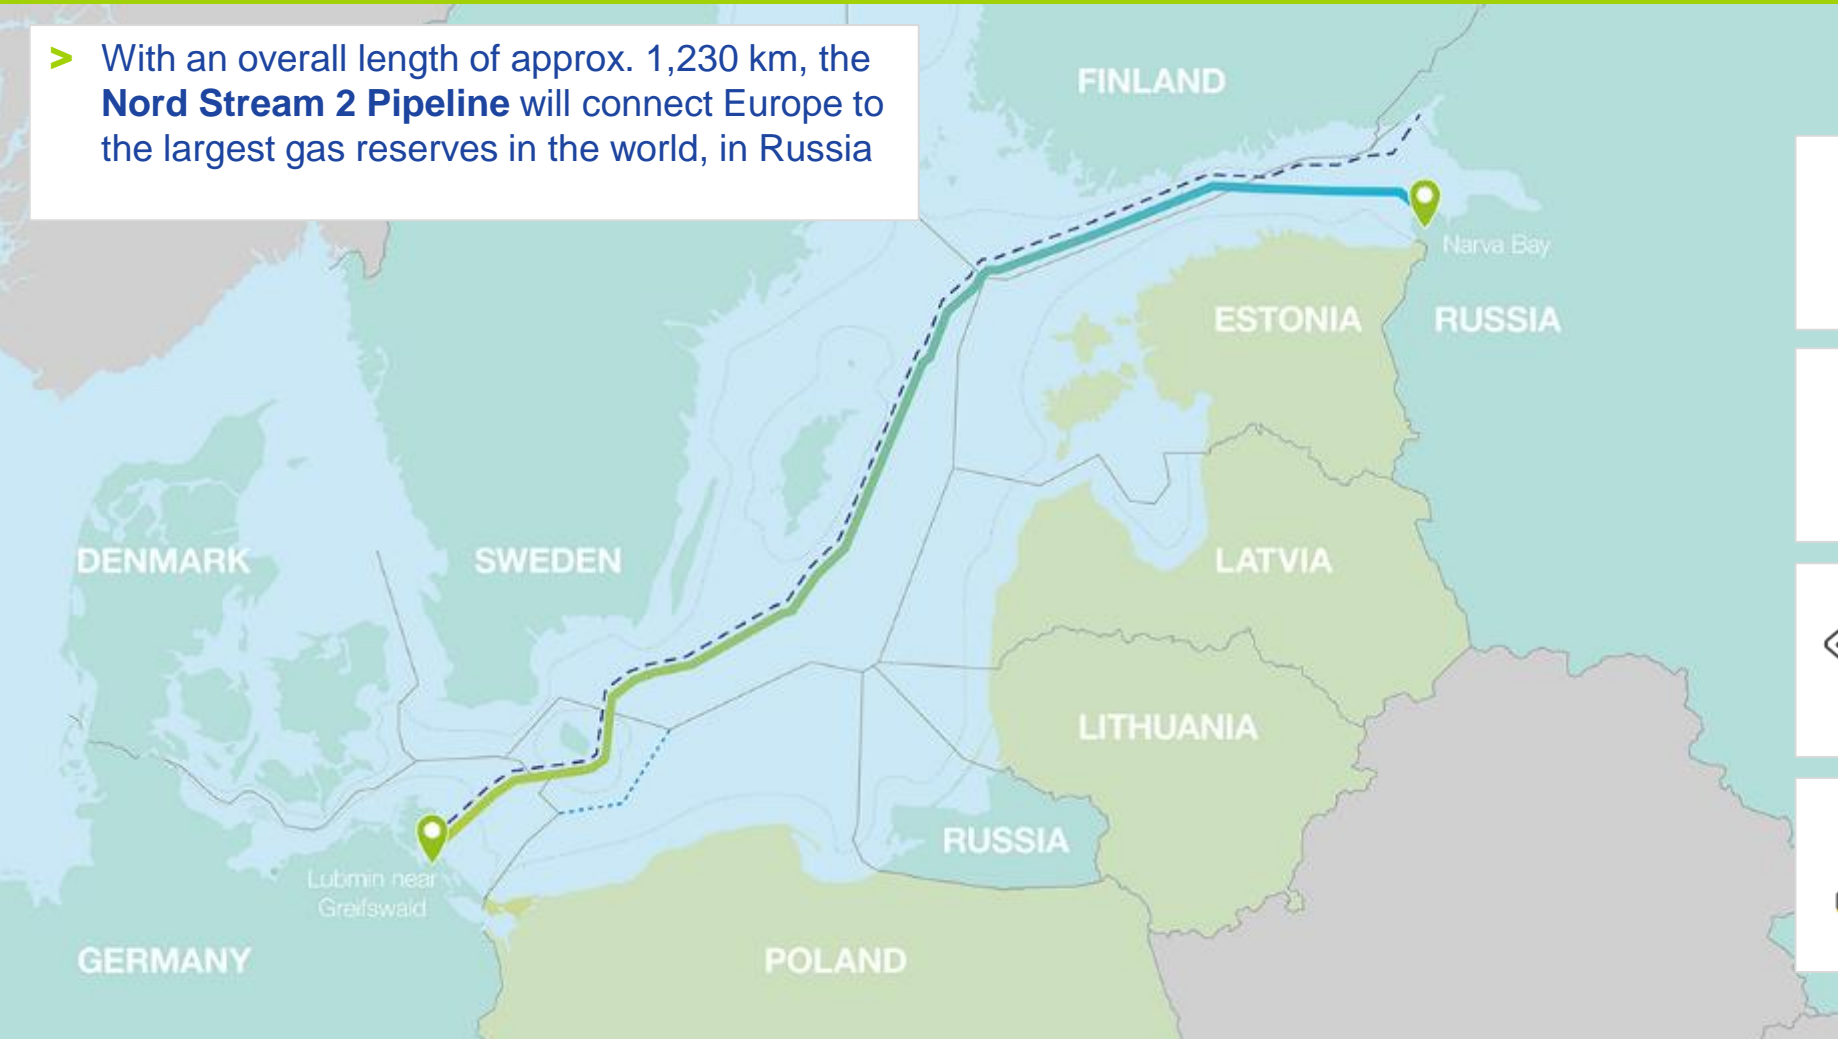 > With an overall length of approx. 1,230 km, the
Nord Stream 2 Pipeline will connect Europe to
the largest gas reserves in the world, in Russia
FINLAND
Narva Bay
ESTONIA
RUSSIA
DENMARK
SWEDEN
LATVIA
LITHUANIA
RUSSIA
Lubmin near
Greifswald
GERMANY
POLAND